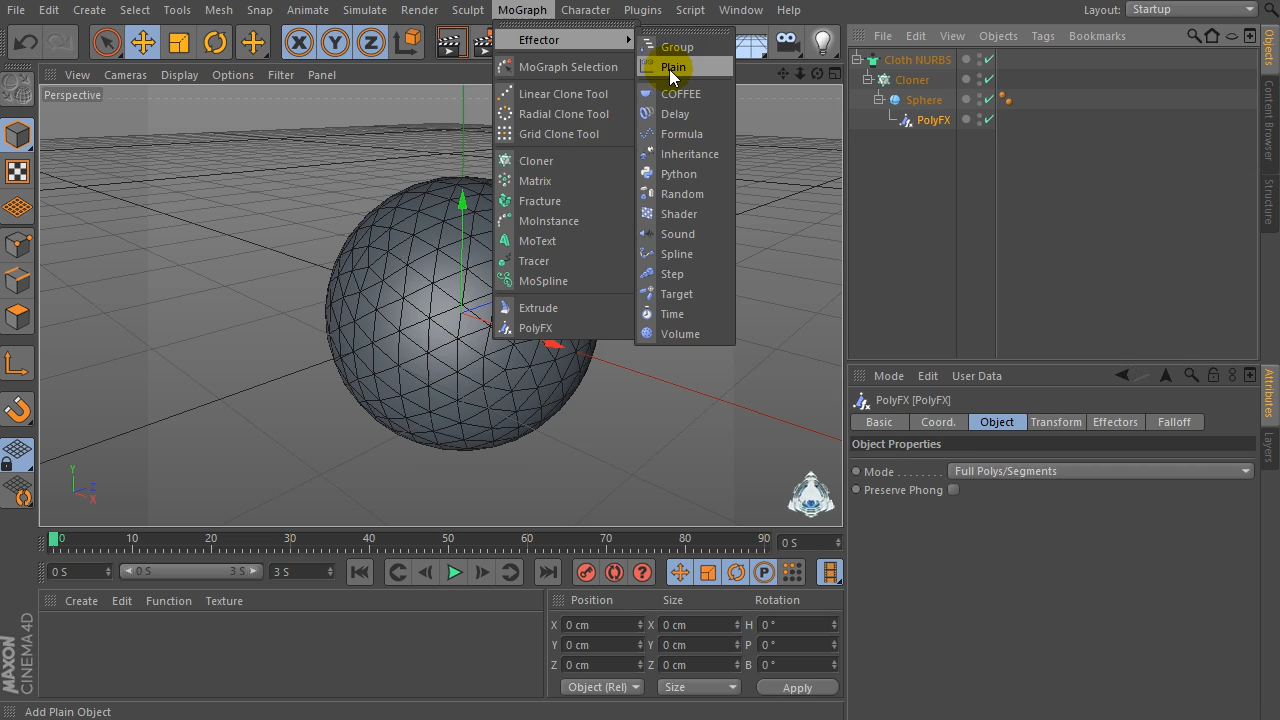 File Edit Create Select Tools Mesh Snap Animate Simulate Render Sculpt MoGraph Character Plugins Script Window Help Layout: Startup
View Cameras Display Options Filter Panel
Perspective
Effector
MoGraph Selection
Linear Clone Tool
Radial Clone Tool
Grid Clone Tool
Cloner
Matrix
Fracture
MoInstance
MoText
Tracer
MoSpline
Extrude
PolyFX
Group
Plain
COFFEE
Delay
Formula
Inheritance
Python
Random
Shader
Sound
Spline
Step
Target
Time
Volume
File Edit View Objects Tags Bookmarks
Cloth NURBS
Cloner
Sphere
PolyFX
Objects
Content Browser
Structure
Mode Edit User Data
PolyFX [PolyFX]
Basic Coord. Object Transform Effectors Falloff
Object Properties
Mode . . . . . . . . Full Polys/Segments
Preserve Phong
Attributes
Layers
Y
Z
X
0 10 20 30 40 50 60 70 80 90 0 S
0 S 0 S 3 S 3 S
Create Edit Function Texture
Position Size Rotation
X 0 cm X 0 cm H 0 °
Y 0 cm Y 0 cm P 0 °
Z 0 cm Z 0 cm B 0 °
Object (Rel) Size Apply
MAXON
CINEMA 4D
Add Plain Object